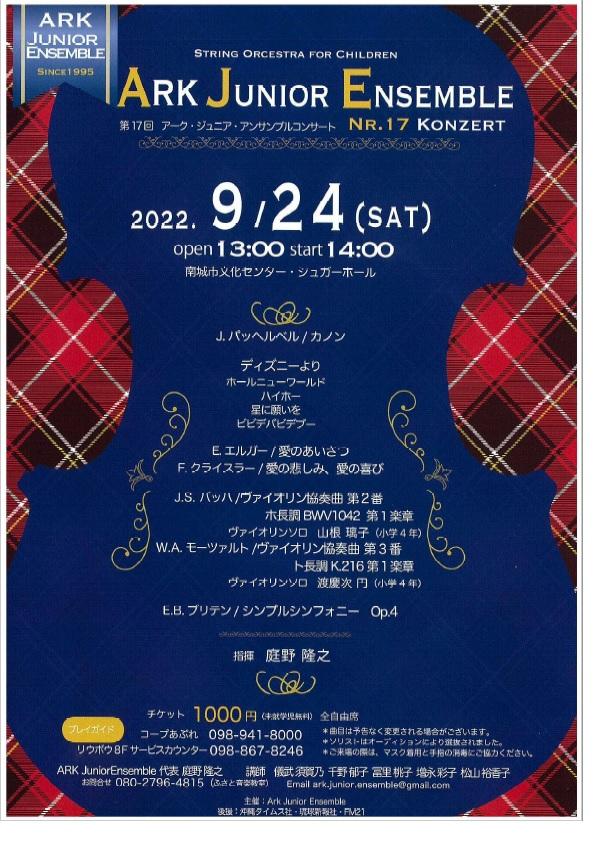 ARK
JUNIOR
ENSEMBLE
SINCE1995
STRING ORCESTRA FOR CHILDREN
ARK JUNIOR ENSEMBLE
第17回 アーク・ジュニア・アンサンブルコンサート NR.17 KONZERT
2022. 9/24(SAT)
open 13:00 start 14:00
南城市文化センター・シュガーホール
J. パッヘルベル / カノン
ディズニーより
ホールニューワールド
ハイホー
星に願いを
ビビデバビデブー
E. エルガー / 愛のあいさつ
F. クライスラー / 愛の悲しみ、愛の喜び
J.S. バッハ /ヴァイオリン協奏曲 第2番
ホ長調 BWV1042 第1楽章
ヴァイオリンソロ 山根 璃子（小学4年）
W.A. モーツァルト /ヴァイオリン協奏曲 第3番
ト長調 K.216 第1楽章
ヴァイオリンソロ 渡慶次 円（小学4年）
E.B. ブリテン / シンプルシンフォニー Op.4
指揮 庭野 隆之
チケット 1000円（未就学児無料） 全自由席
プレイガイド
コープあぷれ 098-941-8000
リウボウ8Fサービスカウンター 098-867-8246
＊曲目は予告なく変更される場合がございます。
＊ソリストはオーディションにより選抜されました。
＊ご来場の際は、マスク着用と手指の消毒にご協力ください。
ARK JuniorEnsemble 代表 庭野 隆之 講師 儀武 須賀乃 千野 郁子 冨里 桃子 増永 彩子 松山 裕香子
お問合せ 080-2796-4815（ふさと音楽教室） Email ark.junior.ensemble@gmail.com
主催：Ark Junior Ensemble
後援：沖縄タイムス社・琉球新報社・FM21